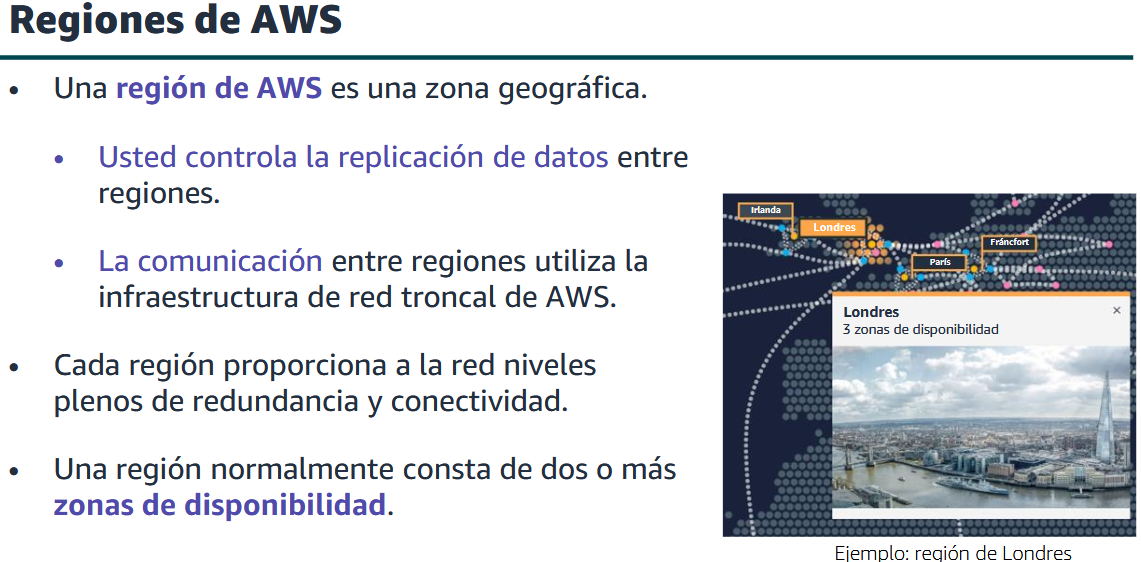 Regiones de AWS
• Una región de AWS es una zona geográfica.
• Usted controla la replicación de datos entre
regiones.
• La comunicación entre regiones utiliza la
infraestructura de red troncal de AWS.
• Cada región proporciona a la red niveles
plenos de redundancia y conectividad.
• Una región normalmente consta de dos o más
zonas de disponibilidad.
Irlanda
Londres
Fráncfort
París
Londres
×
3 zonas de disponibilidad
Ejemplo: región de Londres